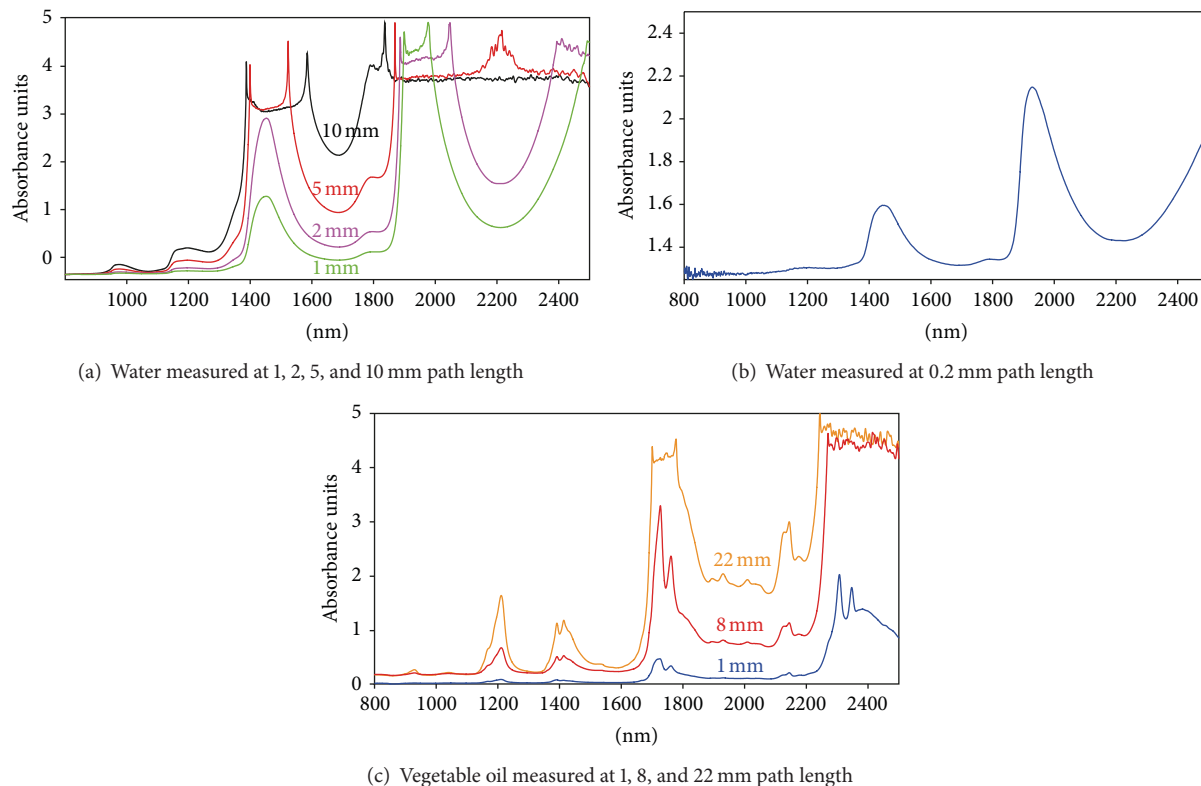 5
4
3
2
1
0
Absorbance units
10 mm
5 mm
2 mm
1 mm
1000 1200 1400 1600 1800 2000 2200 2400
(nm)
(a) Water measured at 1, 2, 5, and 10 mm path length
2.4
2.2
2
1.8
1.6
1.4
Absorbance units
800 1000 1200 1400 1600 1800 2000 2200 2400
(nm)
(b) Water measured at 0.2 mm path length
5
4
3
2
1
0
Absorbance units
22 mm
8 mm
1 mm
800 1000 1200 1400 1600 1800 2000 2200 2400
(nm)
(c) Vegetable oil measured at 1, 8, and 22 mm path length